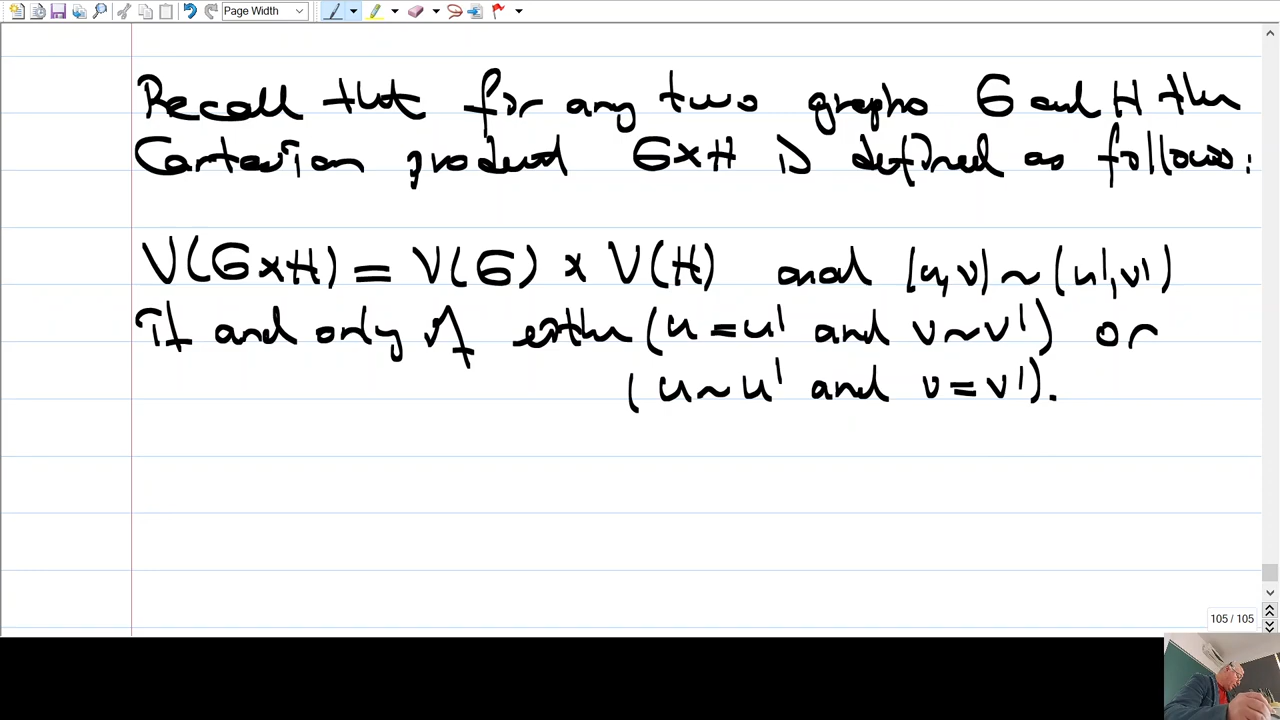 Page Width
Recall that for any two graphs G and H the
Cartesian product G×H is defined as follows:
V(G×H) = V(G) × V(H) and (u,v) ~ (u',v')
if and only if either (u = u' and v ~ v') or
(u ~ u' and v = v').
105 / 105